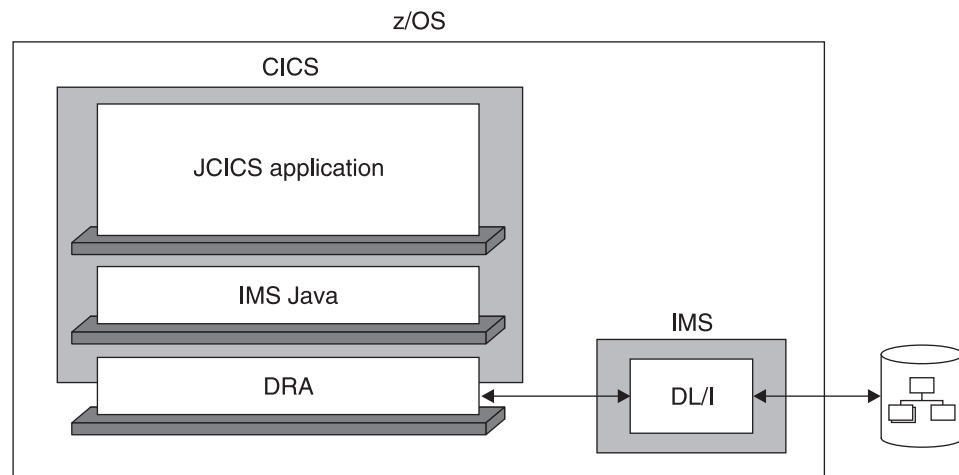 z/OS
CICS
JCICS application
IMS Java
IMS
DRA
DL/I